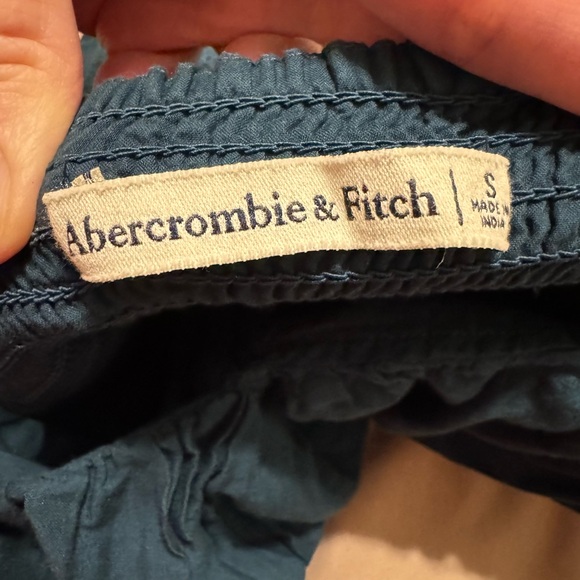 Abercrombie & Fitch
S
MADE IN
INDIA